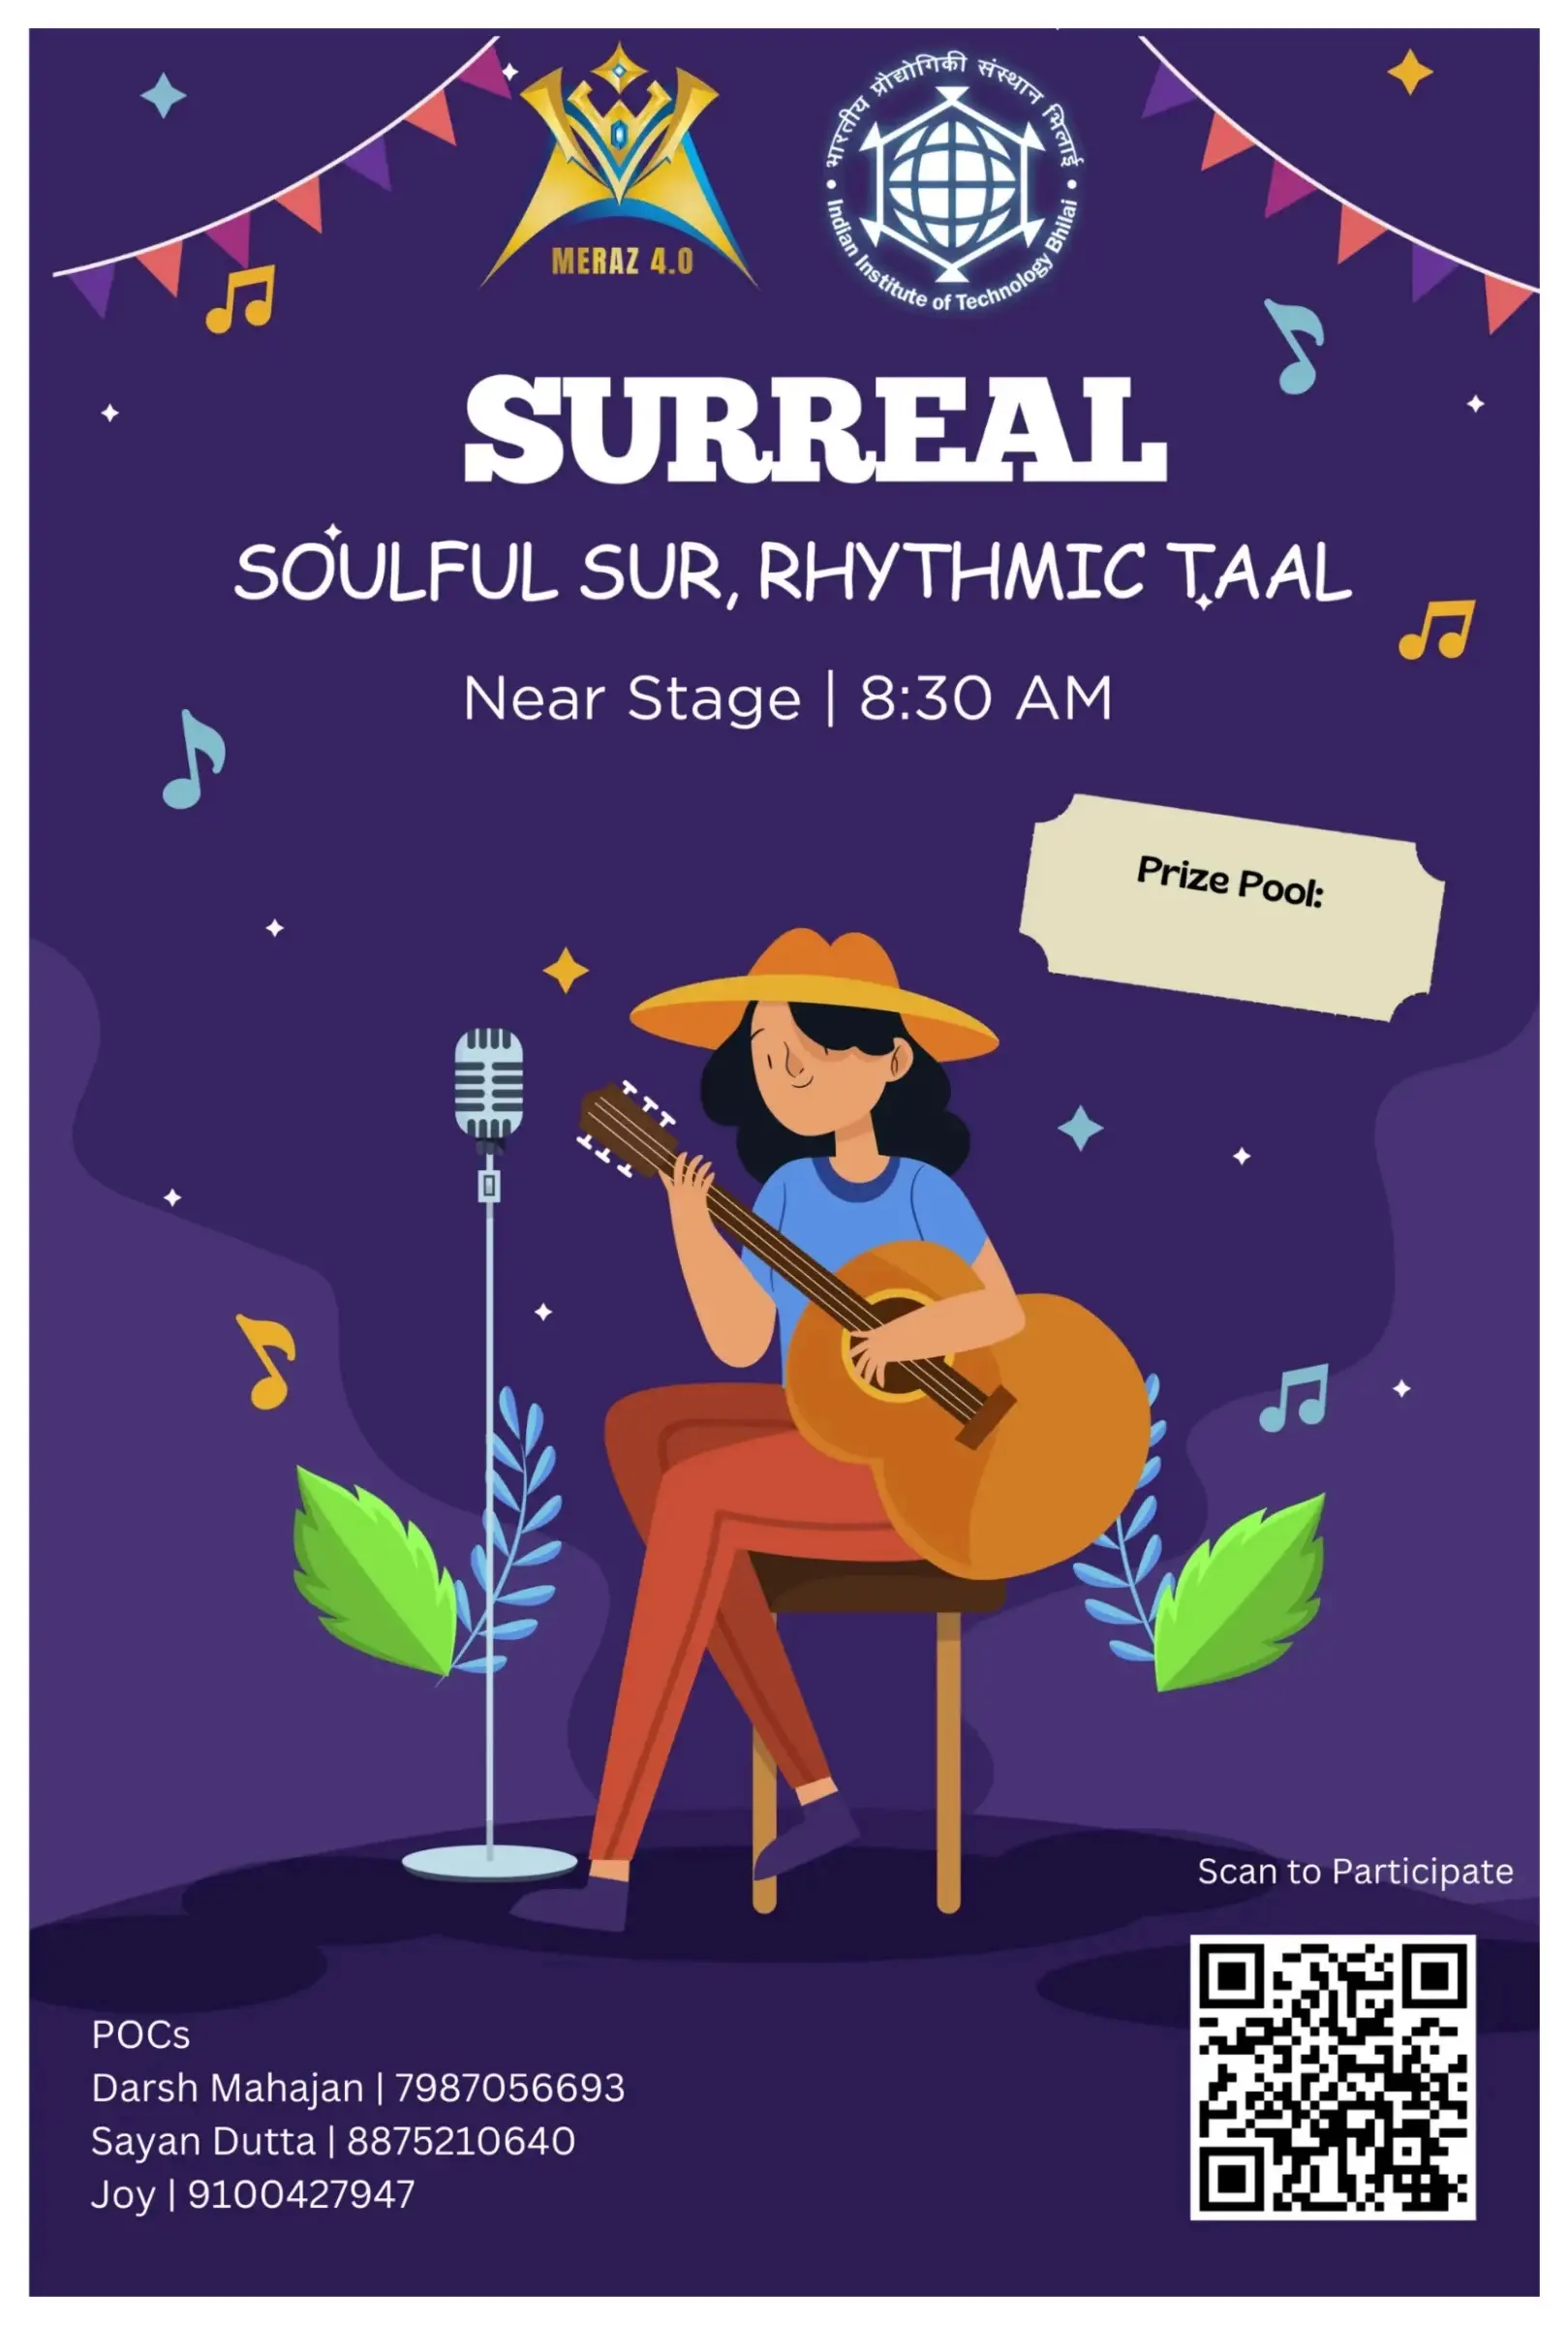 MERAZ 4.0
भारतीय प्रौद्योगिकी संस्थान भिलाई
Indian Institute of Technology Bhilai
SURREAL
SOULFUL SUR, RHYTHMIC TAAL
Near Stage | 8:30 AM
Prize Pool:
Scan to Participate
POCs
Darsh Mahajan | 7987056693
Sayan Dutta | 8875210640
Joy | 9100427947